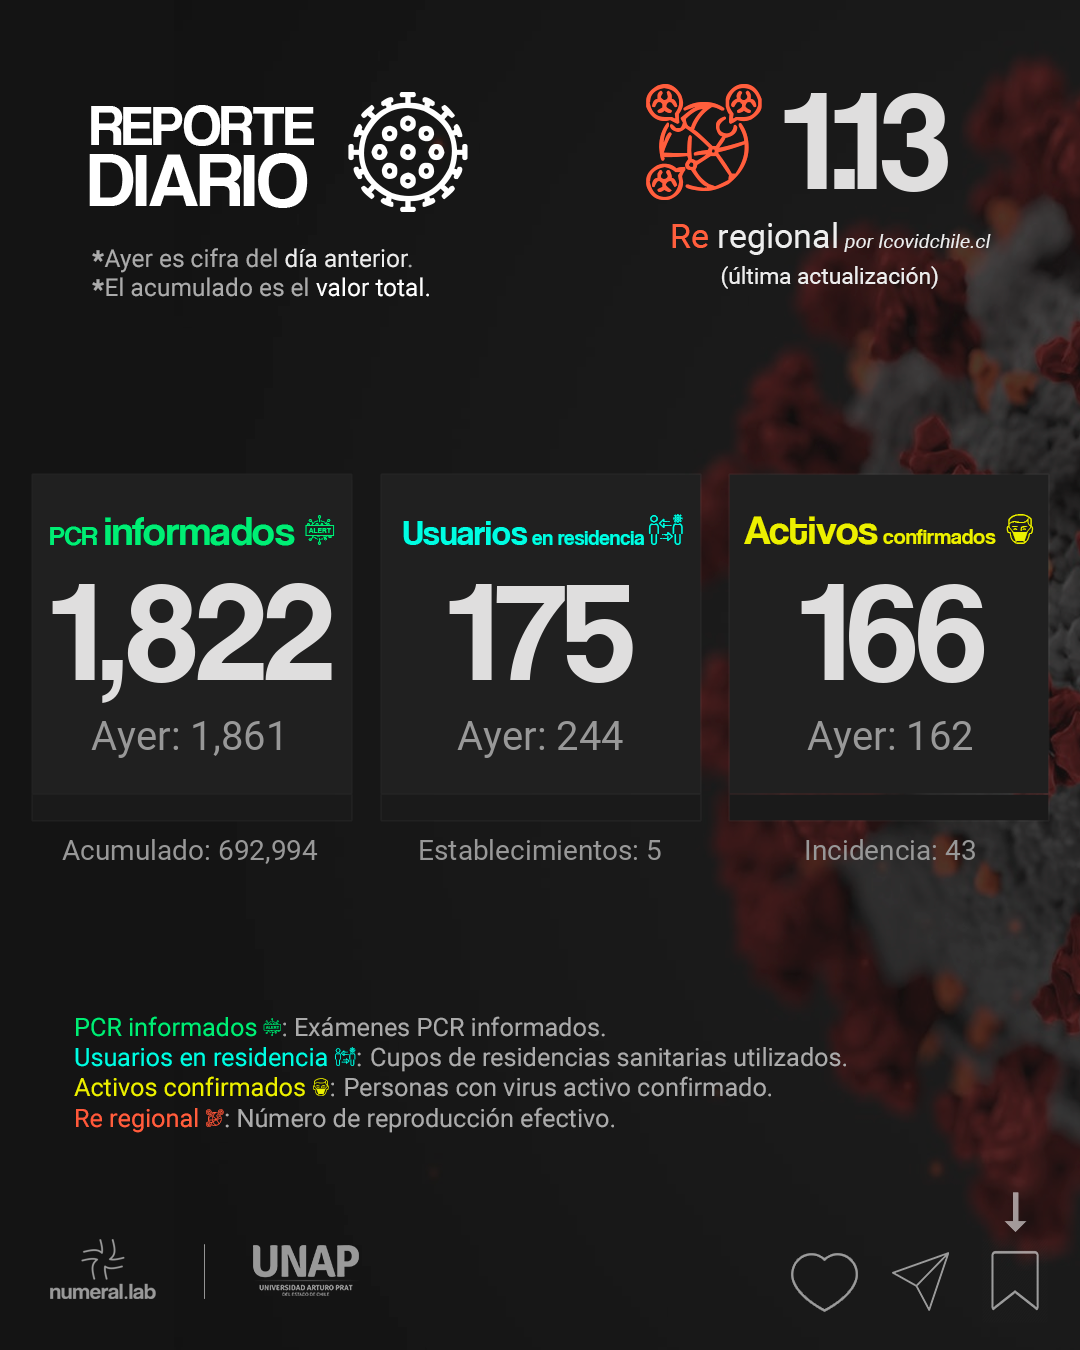 REPORTE
DIARIO
*Ayer es cifra del día anterior.
*El acumulado es el valor total.
1.13
Re regional por Icovidchile.cl
(última actualización)
PCR informados ALERT
1,822
Ayer: 1,861
Acumulado: 692,994
Usuarios en residencia
175
Ayer: 244
Establecimientos: 5
Activos confirmados
166
Ayer: 162
Incidencia: 43
PCR informados ALERT: Exámenes PCR informados.
Usuarios en residencia : Cupos de residencias sanitarias utilizados.
Activos confirmados : Personas con virus activo confirmado.
Re regional : Número de reproducción efectivo.
numeral.lab
UNAP
UNIVERSIDAD ARTURO PRAT
DEL ESTADO DE CHILE